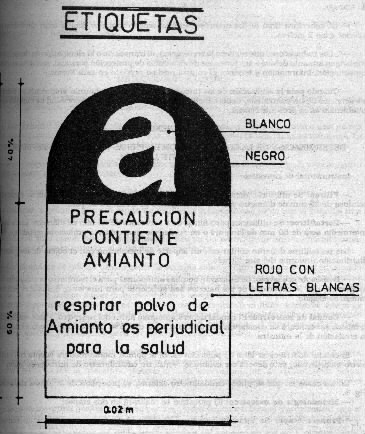 ETIQUETAS
a
BLANCO
NEGRO
40%
PRECAUCION
CONTIENE
AMIANTO
ROJO CON
LETRAS BLANCAS
respirar polvo de
Amianto es perjudicial
para la salud
60%
0.02 m